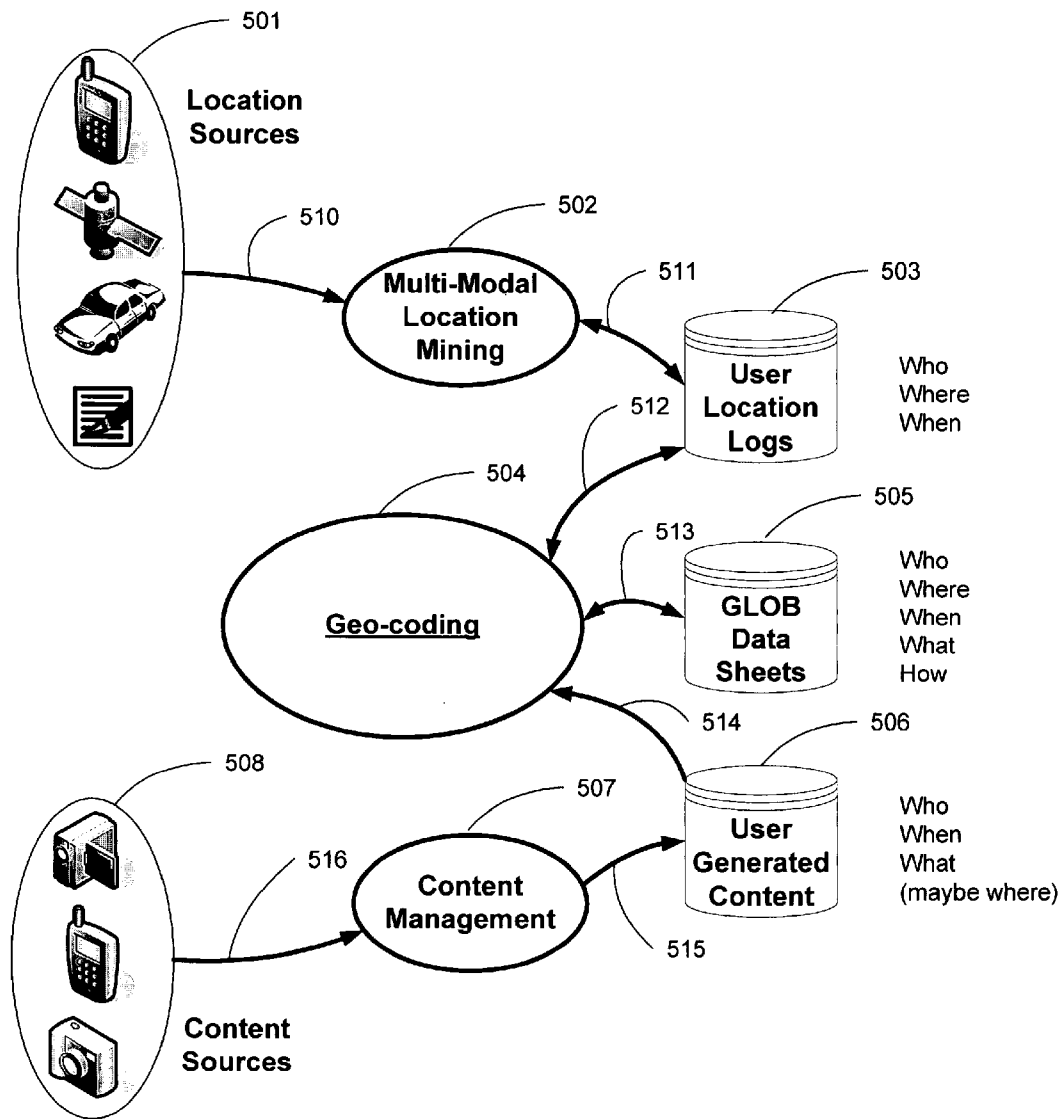 501
Location
Sources
510
502
Multi-Modal
Location
Mining
511
503
User
Location
Logs
Who
Where
When
512
504
Geo-coding
513
505
GLOB
Data
Sheets
Who
Where
When
What
How
514
506
User
Generated
Content
Who
When
What
(maybe where)
508
516
507
Content
Management
515
Content
Sources